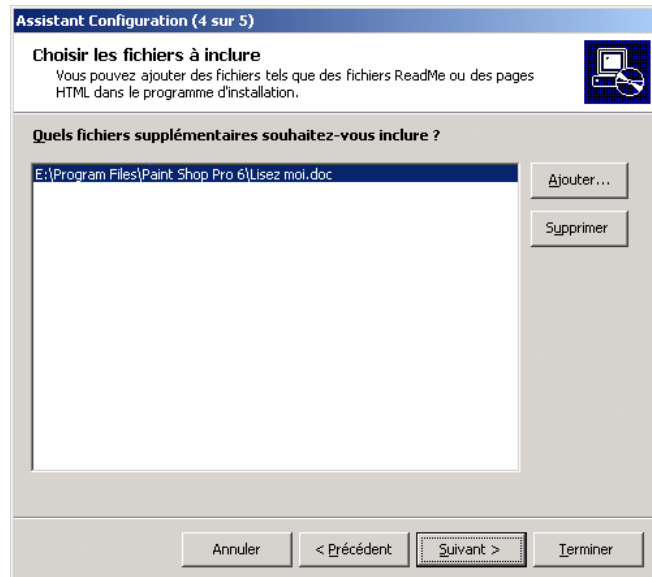 Assistant Configuration (4 sur 5)
Choisir les fichiers à inclure
Vous pouvez ajouter des fichiers tels que des fichiers ReadMe ou des pages
HTML dans le programme d'installation.
Quels fichiers supplémentaires souhaitez-vous inclure ?
E:\Program Files\Paint Shop Pro 6\Lisez moi.doc
Ajouter...
Supprimer
Annuler
< Précédent
Suivant >
Terminer